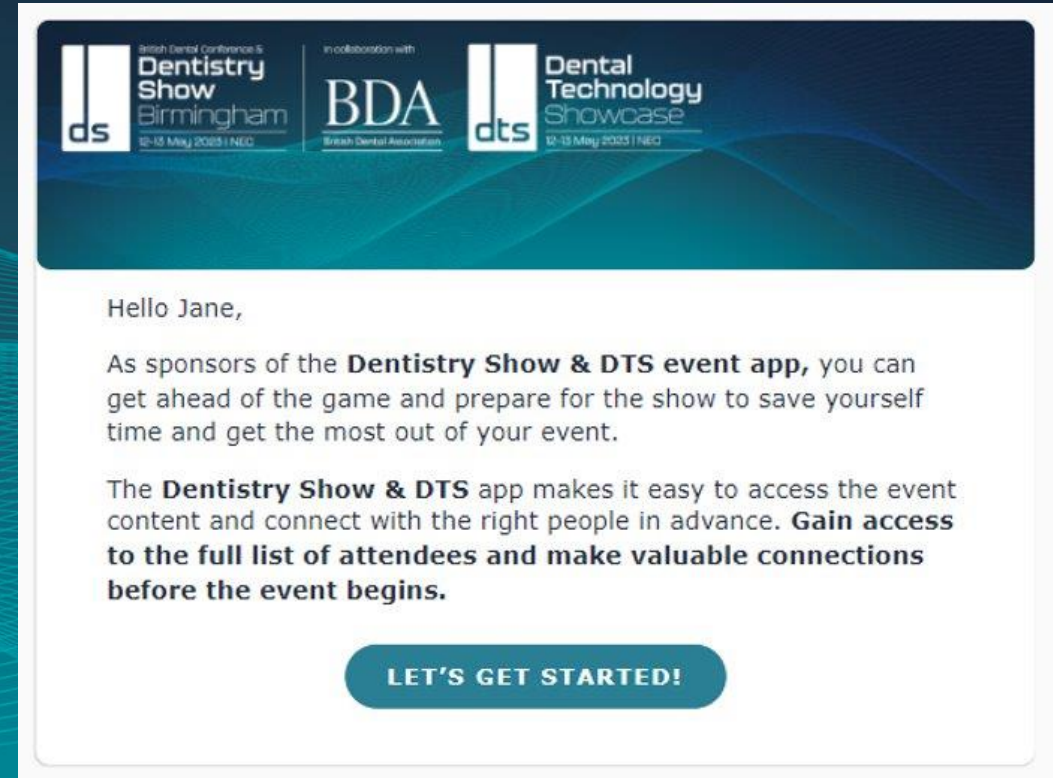 ds
British Dental Conference &
Dentistry
Show
Birmingham
12-13 May 2023 | NEC
in collaboration with
BDA
British Dental Association
dts
Dental
Technology
Showcase
12-13 May 2023 | NEC
Hello Jane,
As sponsors of the Dentistry Show & DTS event app, you can
get ahead of the game and prepare for the show to save yourself
time and get the most out of your event.
The Dentistry Show & DTS app makes it easy to access the event
content and connect with the right people in advance. Gain access
to the full list of attendees and make valuable connections
before the event begins.
LET'S GET STARTED!